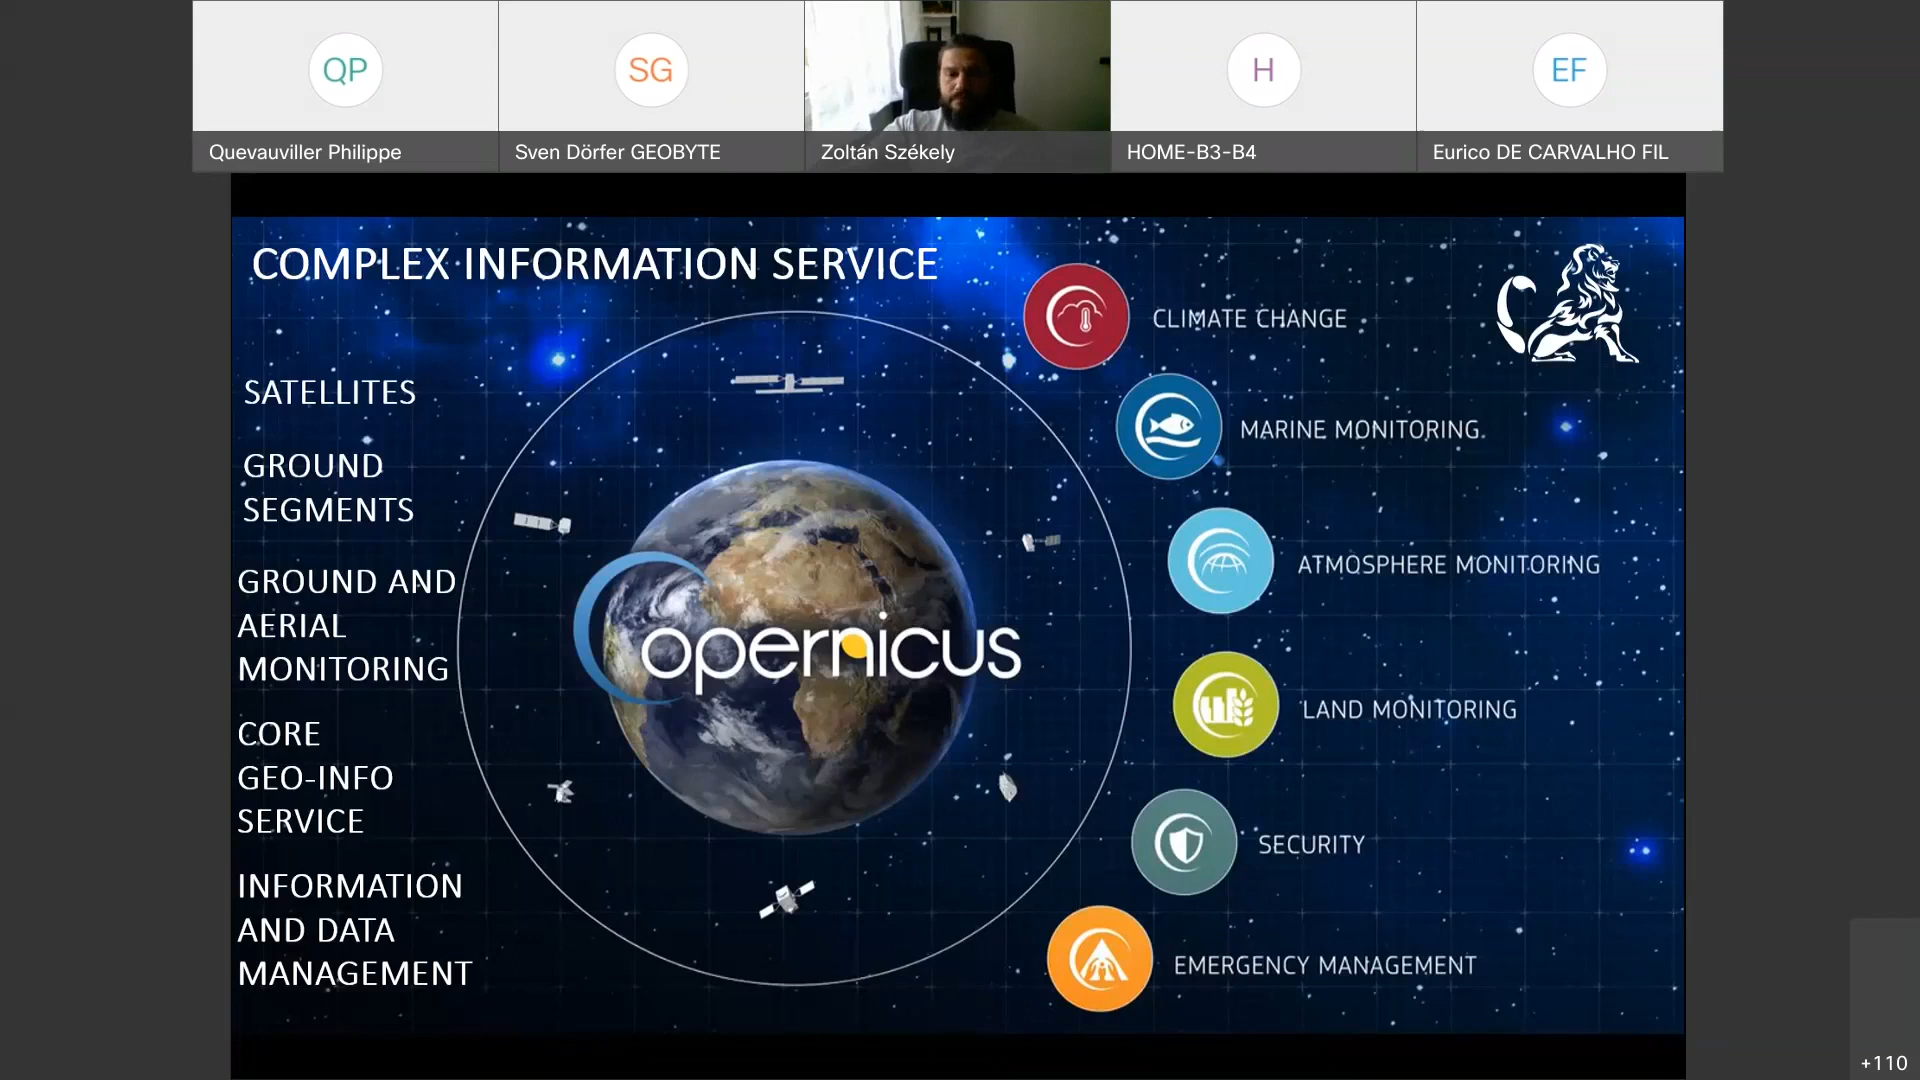 QP
SG
H
EF
Quevauviller Philippe
Sven Dörfer GEOBYTE
Zoltán Székely
HOME-B3-B4
Eurico DE CARVALHO FIL
COMPLEX INFORMATION SERVICE
SATELLITES
GROUND
SEGMENTS
GROUND AND
AERIAL
MONITORING
CORE
GEO-INFO
SERVICE
INFORMATION
AND DATA
MANAGEMENT
Copernicus
CLIMATE CHANGE
MARINE MONITORING
ATMOSPHERE MONITORING
LAND MONITORING
SECURITY
EMERGENCY MANAGEMENT
+110